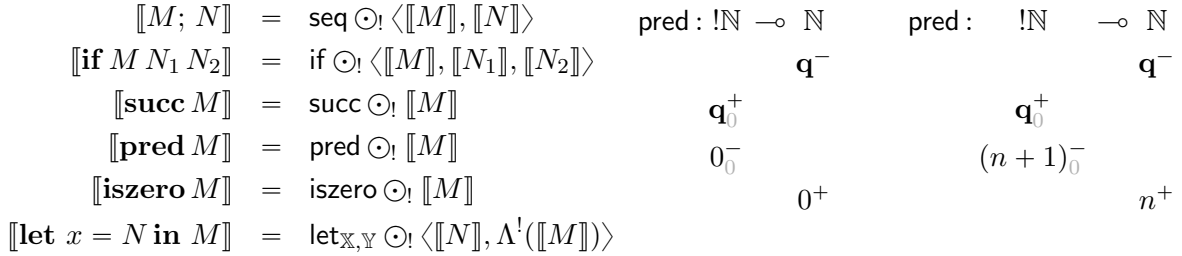 ⟦M; N⟧ = seq ⊙! ⟨⟦M⟧, ⟦N⟧⟩
⟦if M N₁ N₂⟧ = if ⊙! ⟨⟦M⟧, ⟦N₁⟧, ⟦N₂⟧⟩
⟦succ M⟧ = succ ⊙! ⟦M⟧
⟦pred M⟧ = pred ⊙! ⟦M⟧
⟦iszero M⟧ = iszero ⊙! ⟦M⟧
⟦let x = N in M⟧ = let_{𝕏,𝕐} ⊙! ⟨⟦N⟧, Λ^!(⟦M⟧)⟩
pred : !ℕ ⊸ ℕ
q⁻
q₀⁺
0₀⁻
0⁺
pred : !ℕ ⊸ ℕ
q⁻
q₀⁺
(n + 1)₀⁻
n⁺